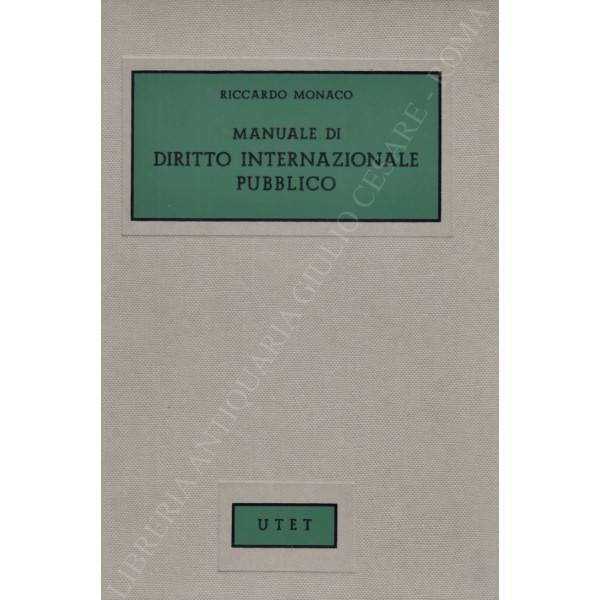 RICCARDO MONACO
MANUALE DI
DIRITTO INTERNAZIONALE
PUBBLICO
UTET
LIBRERIA ANTIQUARIA GIULIO CESARE - ROMA